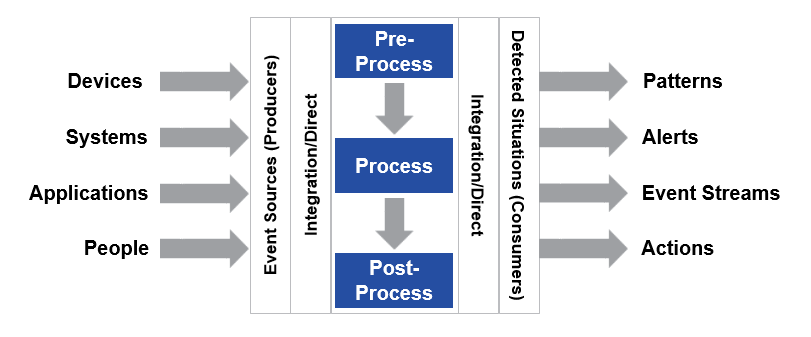 Devices
Systems
Applications
People
Event Sources (Producers)
Integration/Direct
Pre-
Process
Process
Post-
Process
Integration/Direct
Detected Situations (Consumers)
Patterns
Alerts
Event Streams
Actions